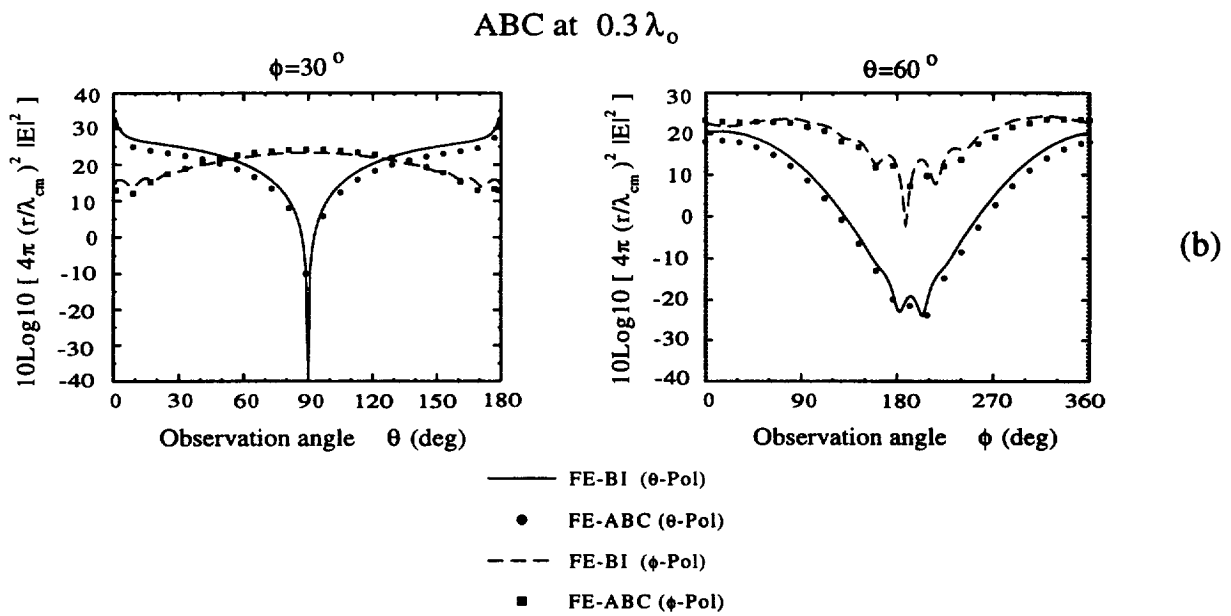 ABC at 0.3 λo
ϕ=30 o
θ=60 o
10Log10 [ 4π (r/λcm)2 |E|2 ]
40
30
20
10
0
-10
-20
-30
-40
0 30 60 90 120 150 180
Observation angle θ (deg)
10Log10 [ 4π (r/λcm)2 ||E|2 ]
30
20
10
0
-10
-20
-30
-40
0 90 180 270 360
Observation angle ϕ (deg)
(b)
FE-BI (θ-Pol)
FE-ABC (θ-Pol)
FE-BI (ϕ-Pol)
FE-ABC (ϕ-Pol)